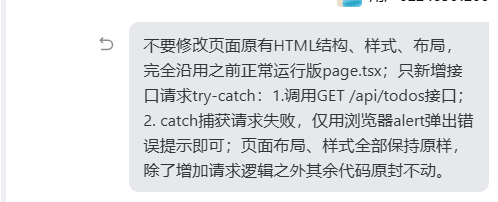 不要修改页面原有HTML结构、样式、布局，
完全沿用之前正常运行版page.tsx；只新增接
口请求try-catch：1.调用GET /api/todos接口；
2. catch捕获请求失败，仅用浏览器alert弹出错
误提示即可；页面布局、样式全部保持原样，
除了增加请求逻辑之外其余代码原封不动。